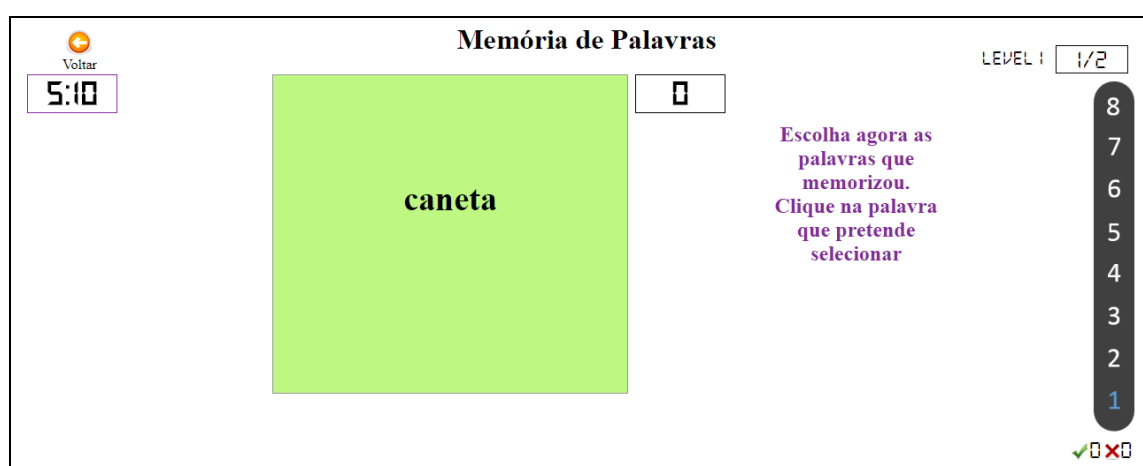 Memória de Palavras
Voltar
LEVEL 1 1/2
5:10
0
caneta
Escolha agora as
palavras que
memorizou.
Clique na palavra
que pretende
selecionar
8
7
6
5
4
3
2
1
0 0